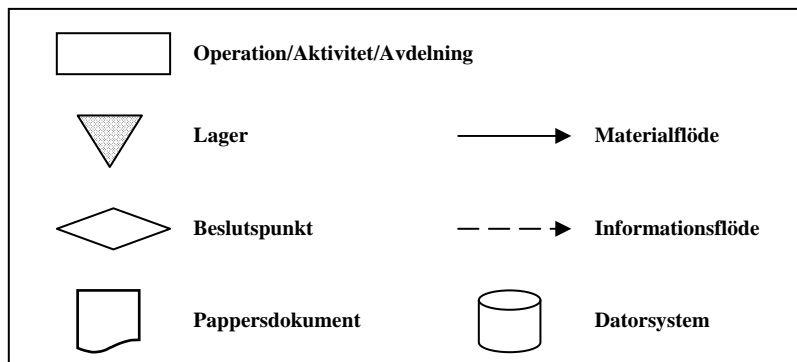 Operation/Aktivitet/Avdelning
Lager
Materialflöde
Beslutspunkt
Informationsflöde
Pappersdokument
Datorsystem